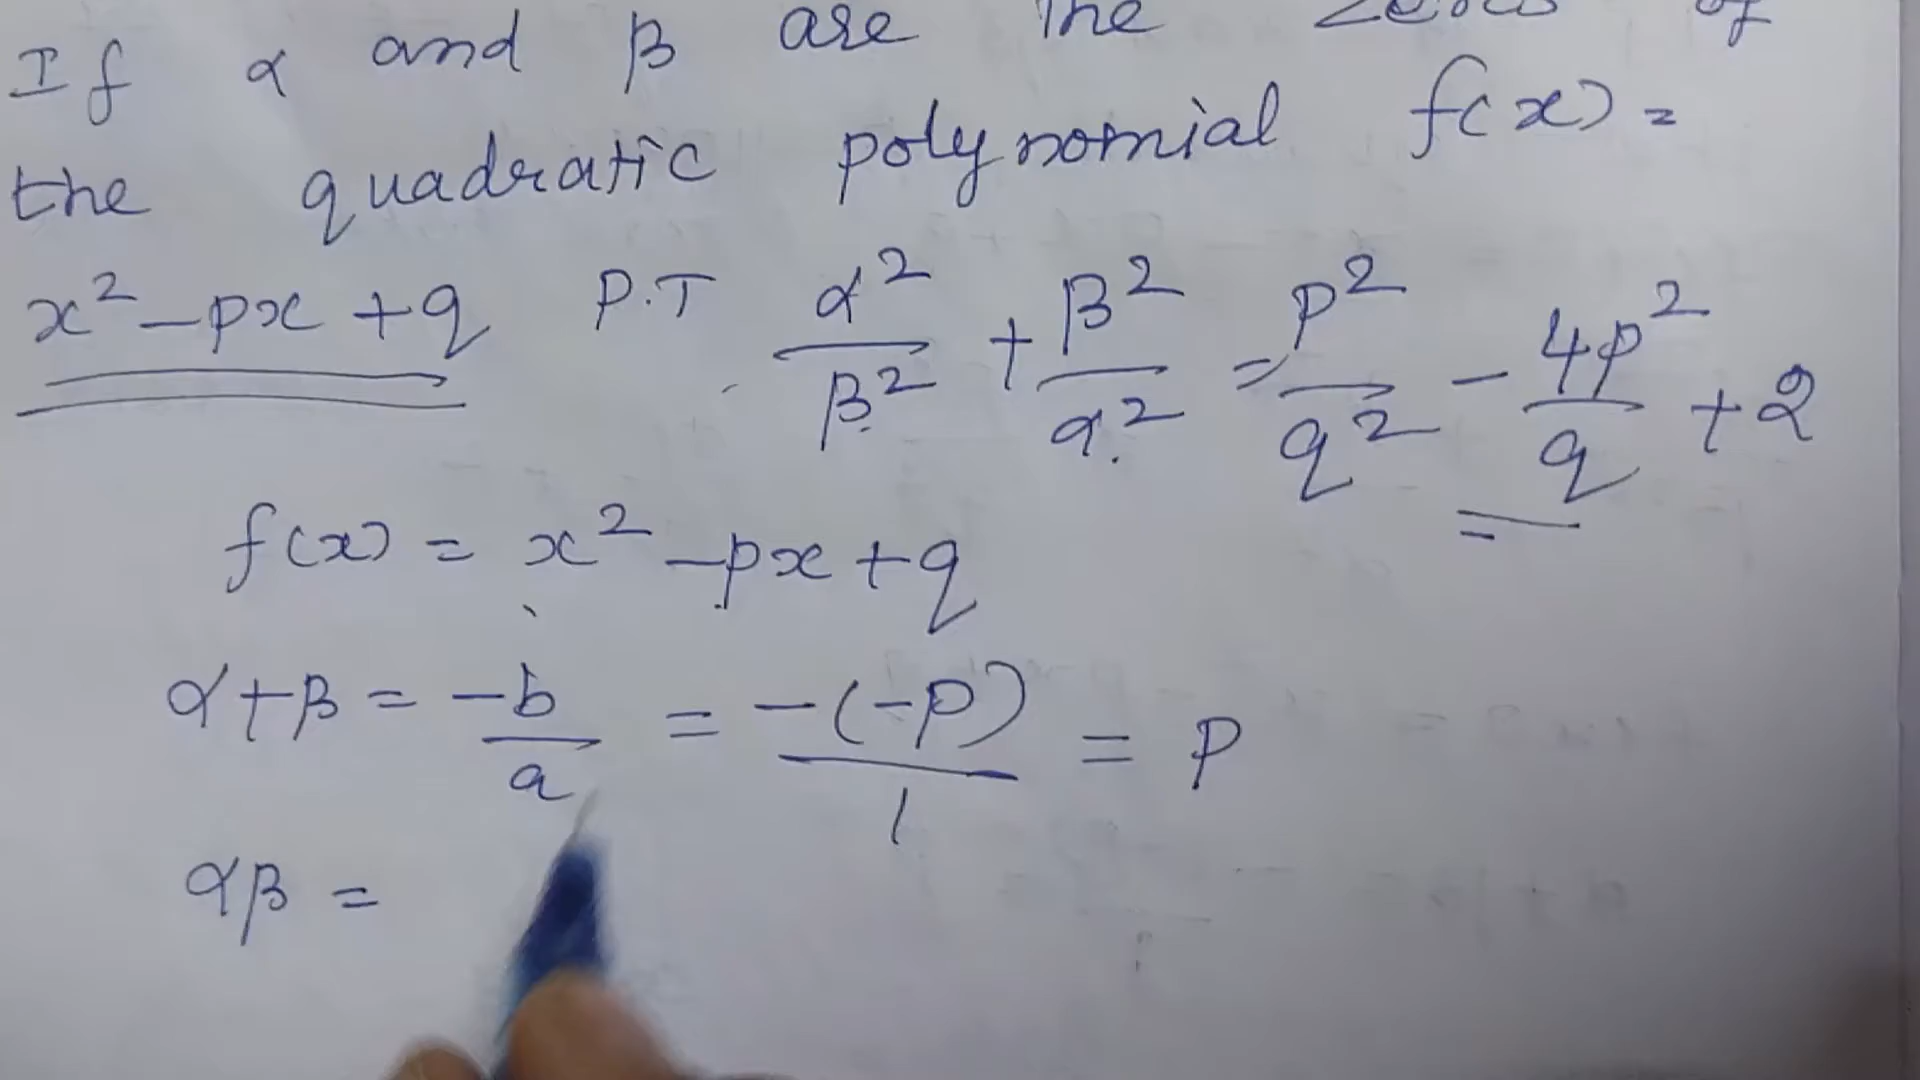 If α and β are the zeroes of
the quadratic polynomial f(x) =
x² - px + q P.T α²/β² + β²/α² = p²/q² - 4p²/q + 2
f(x) = x² - px + q
α + β = -b/a = -(-p)/1 = p
αβ =